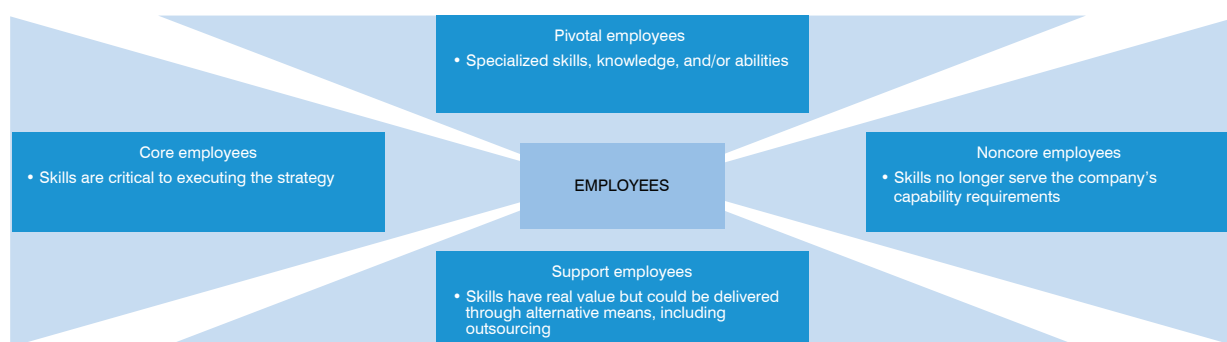 Pivotal employees
• Specialized skills, knowledge, and/or abilities
Core employees
• Skills are critical to executing the strategy
EMPLOYEES
Noncore employees
• Skills no longer serve the company’s
capability requirements
Support employees
• Skills have real value but could be delivered
through alternative means, including
outsourcing